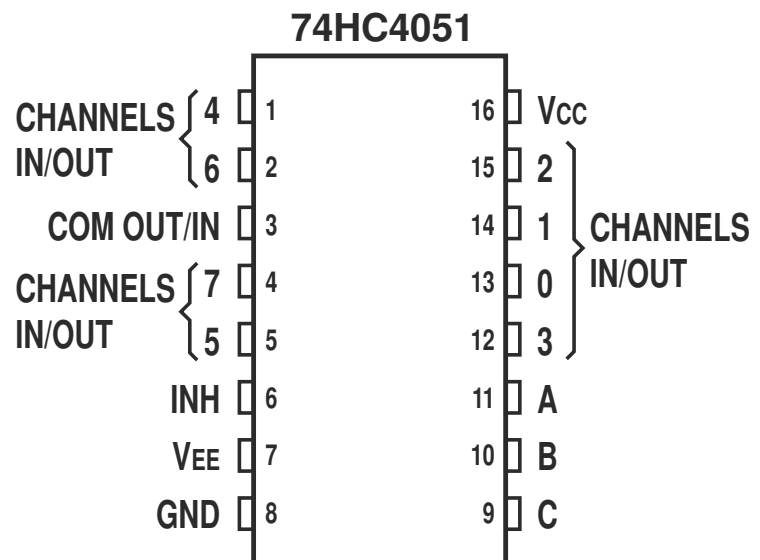 74HC4051
CHANNELS IN/OUT
4 1
6 2
COM OUT/IN 3
CHANNELS IN/OUT
7 4
5 5
INH 6
VEE 7
GND 8
16 VCC
15 2
14 1
13 0
12 3
CHANNELS IN/OUT
11 A
10 B
9 C